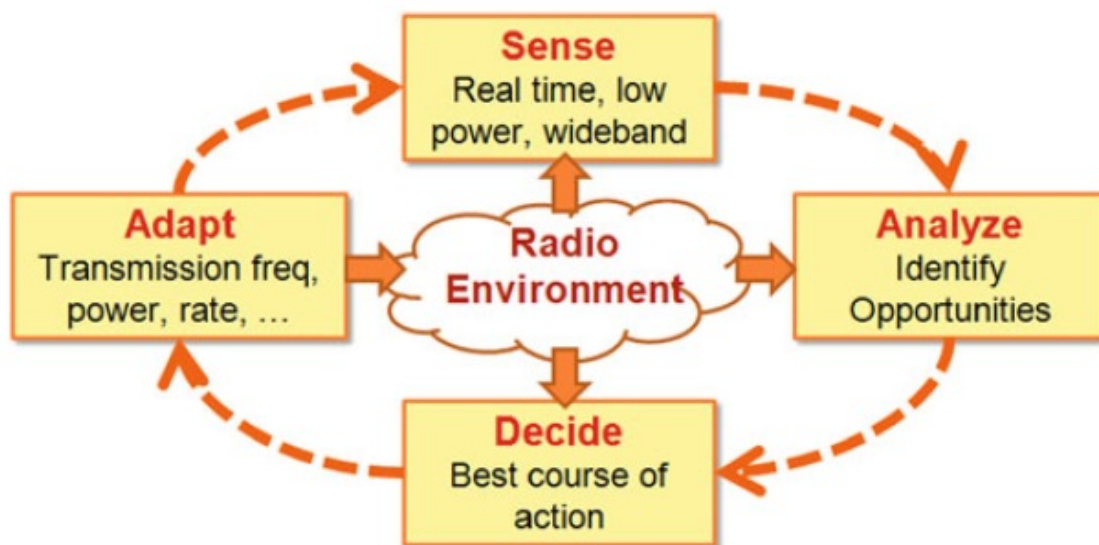 Sense
Real time, low
power, wideband
Adapt
Transmission freq,
power, rate, …
Radio
Environment
Analyze
Identify
Opportunities
Decide
Best course of
action